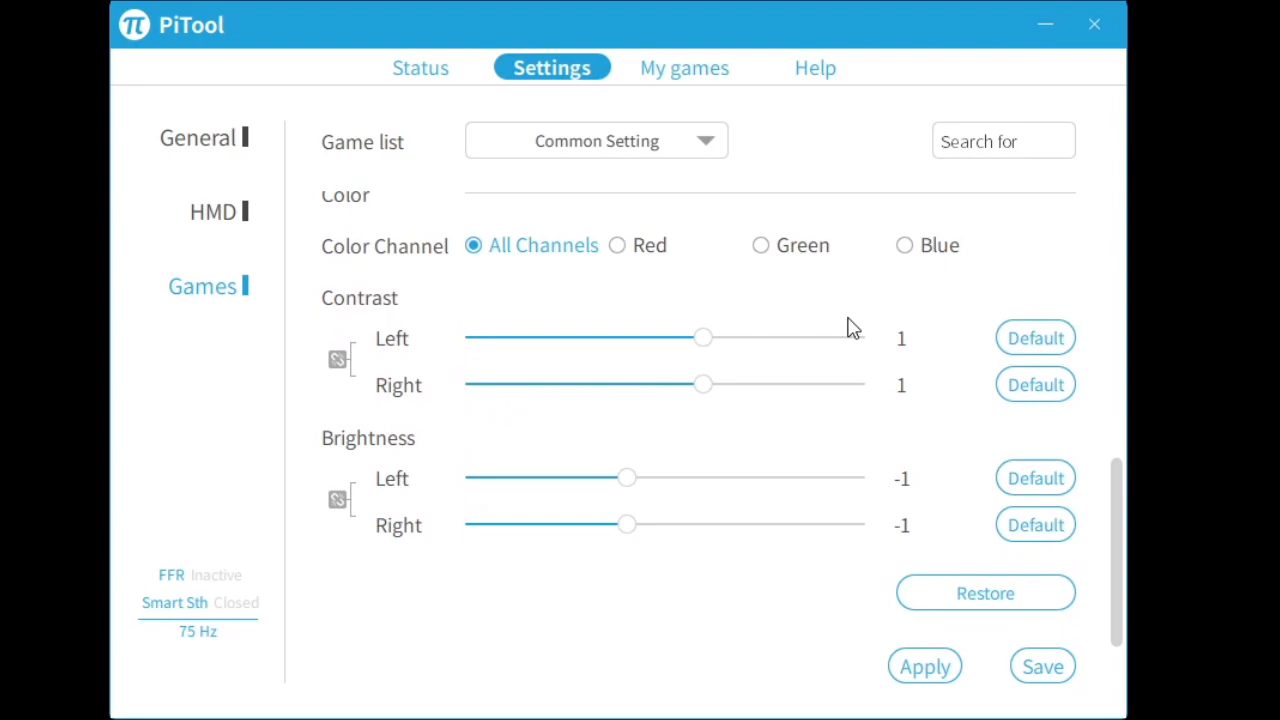 π PiTool
Status Settings My games Help
General
HMD
Games
Game list Common Setting Search for
Color
Color Channel All Channels Red Green Blue
Contrast
Left 1 Default
Right 1 Default
Brightness
Left -1 Default
Right -1 Default
FFR Inactive
Smart Sth Closed
75 Hz
Restore
Apply Save